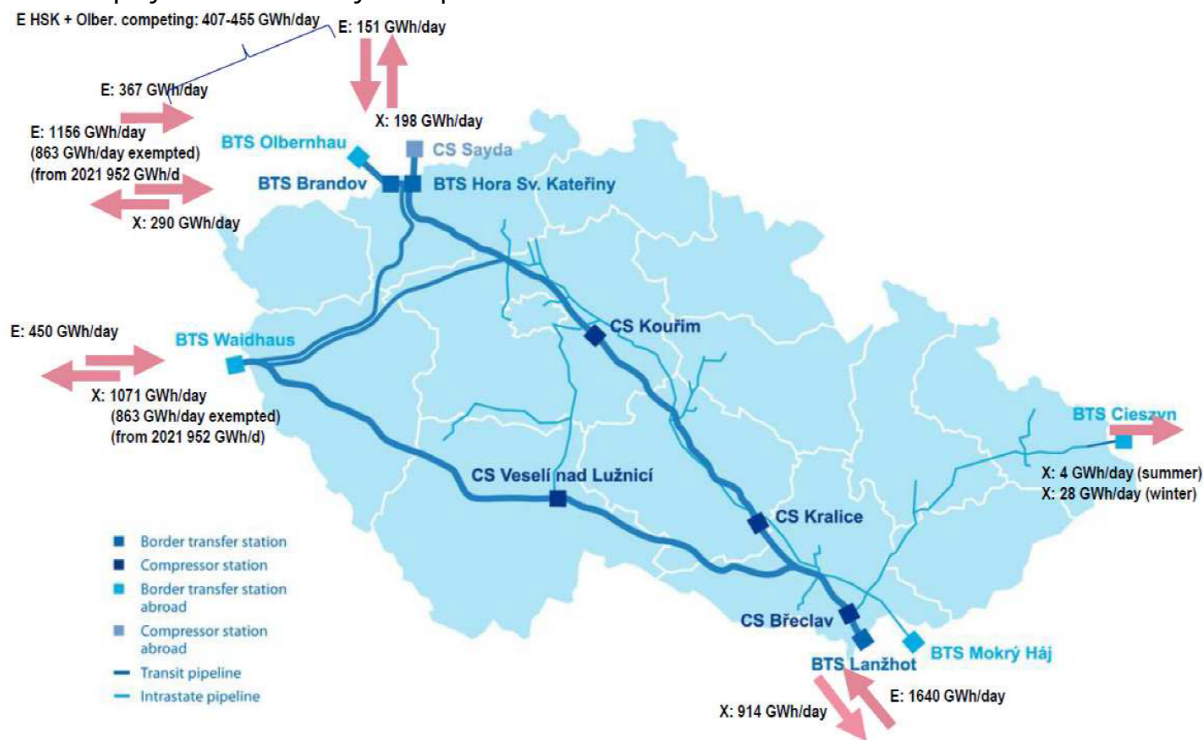 E HSK + Olber. competing: 407-455 GWh/day
E: 151 GWh/day
E: 367 GWh/day
X: 198 GWh/day
E: 1156 GWh/day
(863 GWh/day exempted)
(from 2021 952 GWh/d
BTS Olbernhau
CS Sayda
BTS Brandov
BTS Hora Sv. Kateřiny
X: 290 GWh/day
E: 450 GWh/day
BTS Waidhaus
CS Kouřim
X: 1071 GWh/day
(863 GWh/day exempted)
(from 2021 952 GWh/d)
BTS Cieszyn
X: 4 GWh/day (summer)
X: 28 GWh/day (winter)
CS Veselí nad Lužnicí
CS Kralice
Border transfer station
Compressor station
Border transfer station
abroad
Compressor station
abroad
Transit pipeline
Intrastate pipeline
CS Břeclav
BTS Mokrý Háj
BTS Lanžhot
E: 1640 GWh/day
X: 914 GWh/day